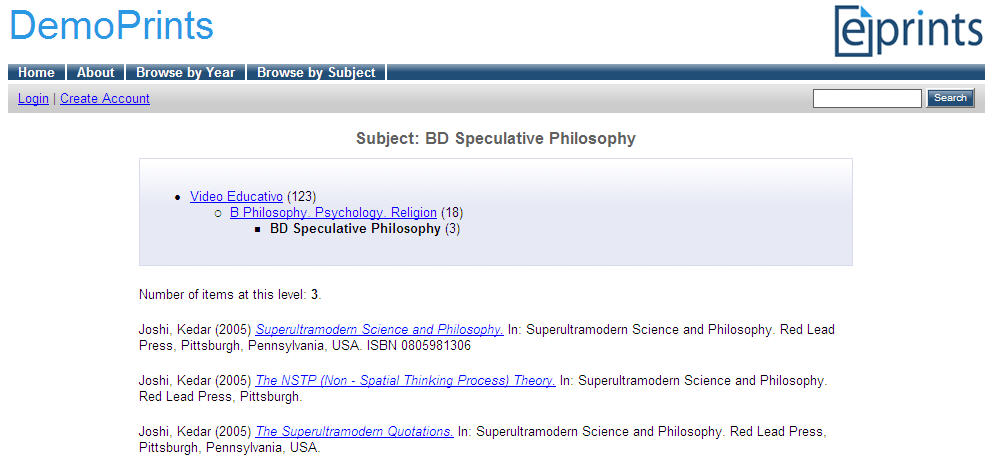 DemoPrints
eprints
Home About Browse by Year Browse by Subject
Login | Create Account Search
Subject: BD Speculative Philosophy
Video Educativo (123)
B Philosophy. Psychology. Religion (18)
BD Speculative Philosophy (3)
Number of items at this level: 3.
Joshi, Kedar (2005) Superultramodern Science and Philosophy. In: Superultramodern Science and Philosophy. Red Lead
Press, Pittsburgh, Pennsylvania, USA. ISBN 0805981306
Joshi, Kedar (2005) The NSTP (Non - Spatial Thinking Process) Theory. In: Superultramodern Science and Philosophy.
Red Lead Press, Pittsburgh.
Joshi, Kedar (2005) The Superultramodern Quotations. In: Superultramodern Science and Philosophy. Red Lead Press,
Pittsburgh, Pennsylvania, USA.